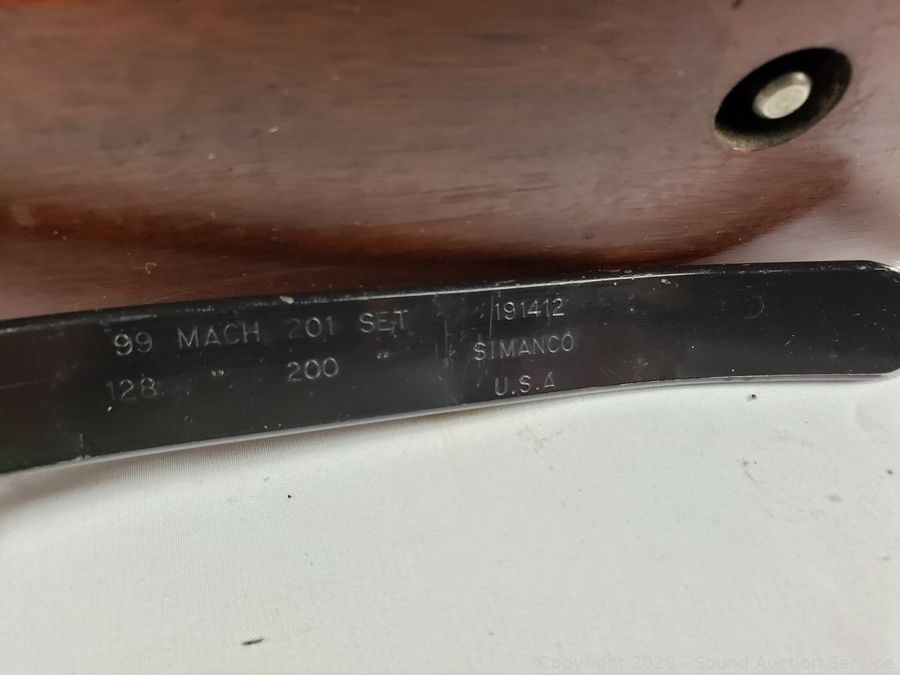 99 MACH 201 SET 191412
128 " 200 " SIMANCO
U.S.A
Copyright 2026 - Sound Auction Service